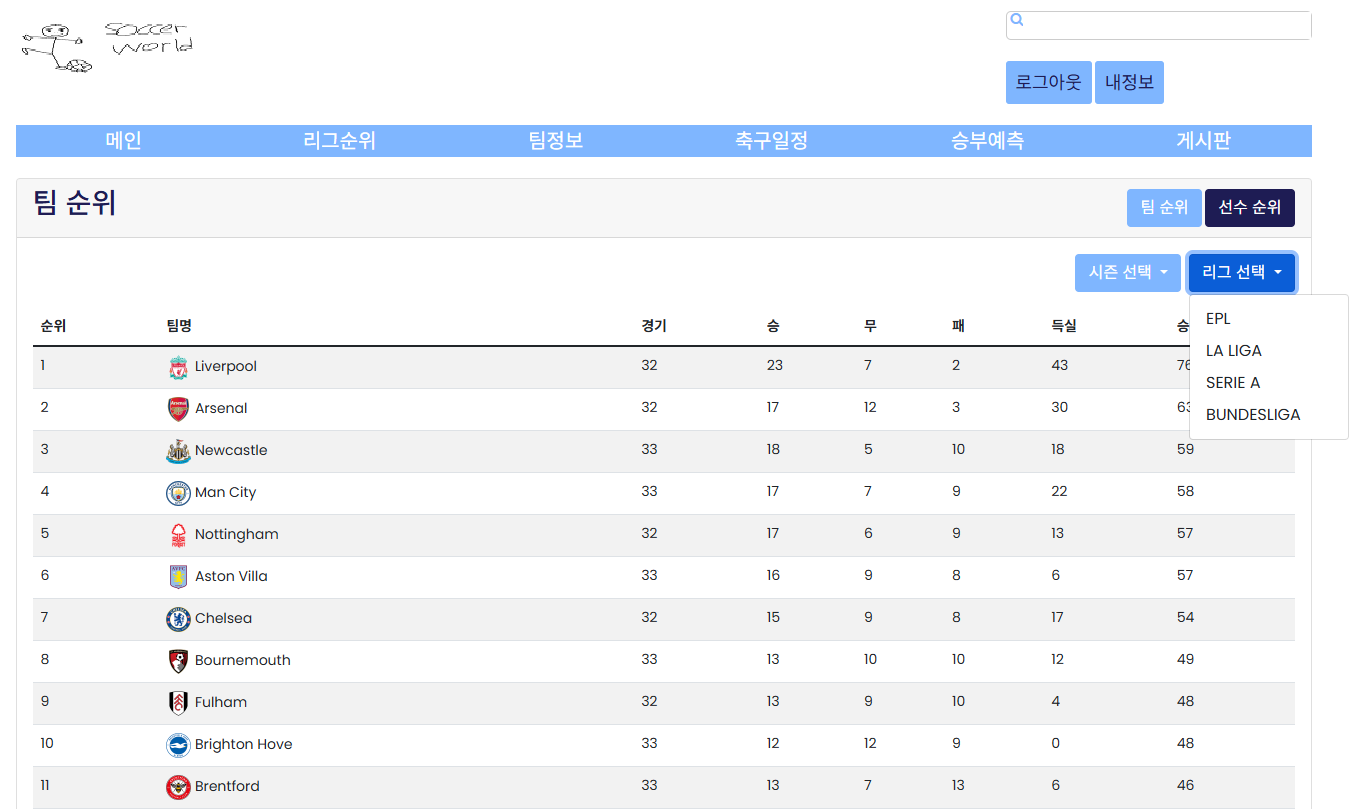 soccer
world
로그아웃 내정보
메인 리그순위 팀정보 축구일정 승부예측 게시판
팀 순위 팀 순위 선수 순위
시즌 선택 리그 선택
EPL
LA LIGA
SERIE A
BUNDESLIGA
순위 팀명 경기 승 무 패 득실 승
1 Liverpool 32 23 7 2 43 76
2 Arsenal 32 17 12 3 30 63
3 Newcastle 33 18 5 10 18 59
4 Man City 33 17 7 9 22 58
5 Nottingham 32 17 6 9 13 57
6 Aston Villa 33 16 9 8 6 57
7 Chelsea 32 15 9 8 17 54
8 Bournemouth 33 13 10 10 12 49
9 Fulham 32 13 9 10 4 48
10 Brighton Hove 33 12 12 9 0 48
11 Brentford 33 13 7 13 6 46